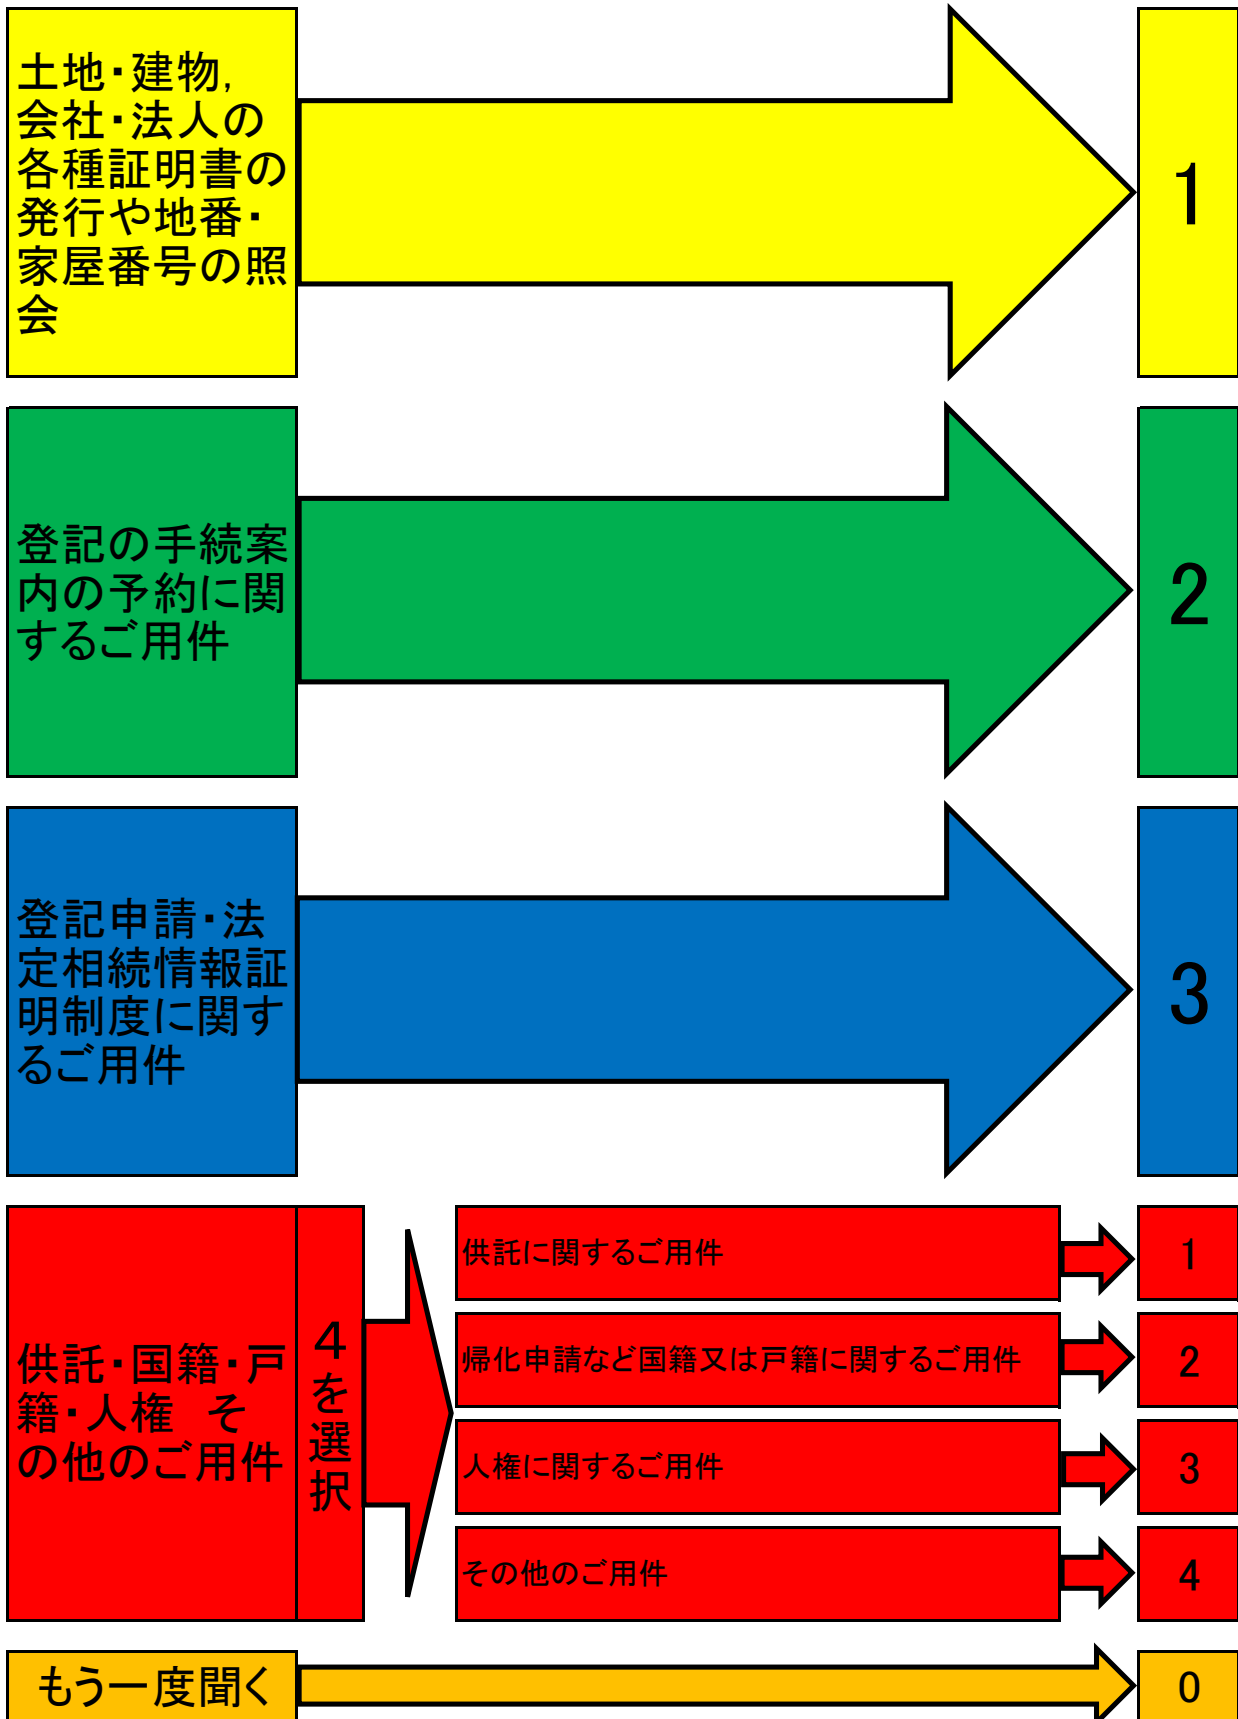 土地・建物,
会社・法人の
各種証明書の
発行や地番・
家屋番号の照
会
1
登記の手続案
内の予約に関
するご用件
2
登記申請・法
定相続情報証
明制度に関す
るご用件
3
供託・国籍・戸
籍・人権　そ
の他のご用件
4を選択
供託に関するご用件
1
帰化申請など国籍又は戸籍に関するご用件
2
人権に関するご用件
3
その他のご用件
4
もう一度聞く
0